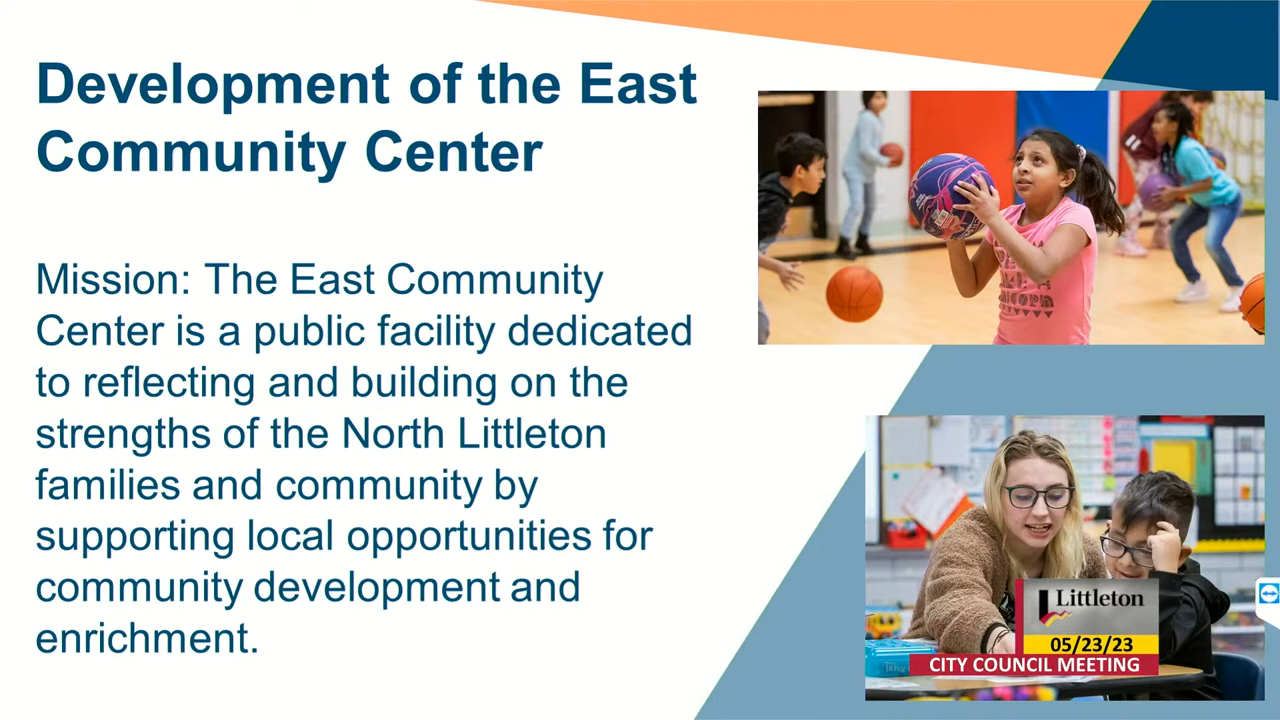 Development of the East
Community Center
Mission: The East Community
Center is a public facility dedicated
to reflecting and building on the
strengths of the North Littleton
families and community by
supporting local opportunities for
community development and
enrichment.
Littleton
05/23/23
CITY COUNCIL MEETING